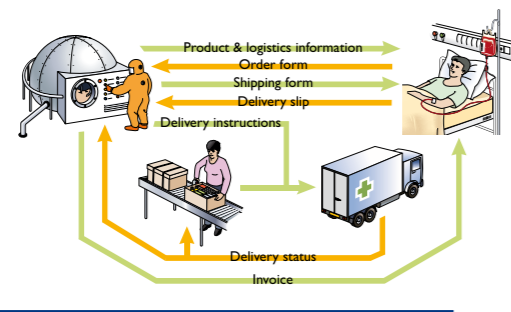 Product & logistics information
Order form
Shipping form
Delivery slip
Delivery instructions
Delivery status
Invoice